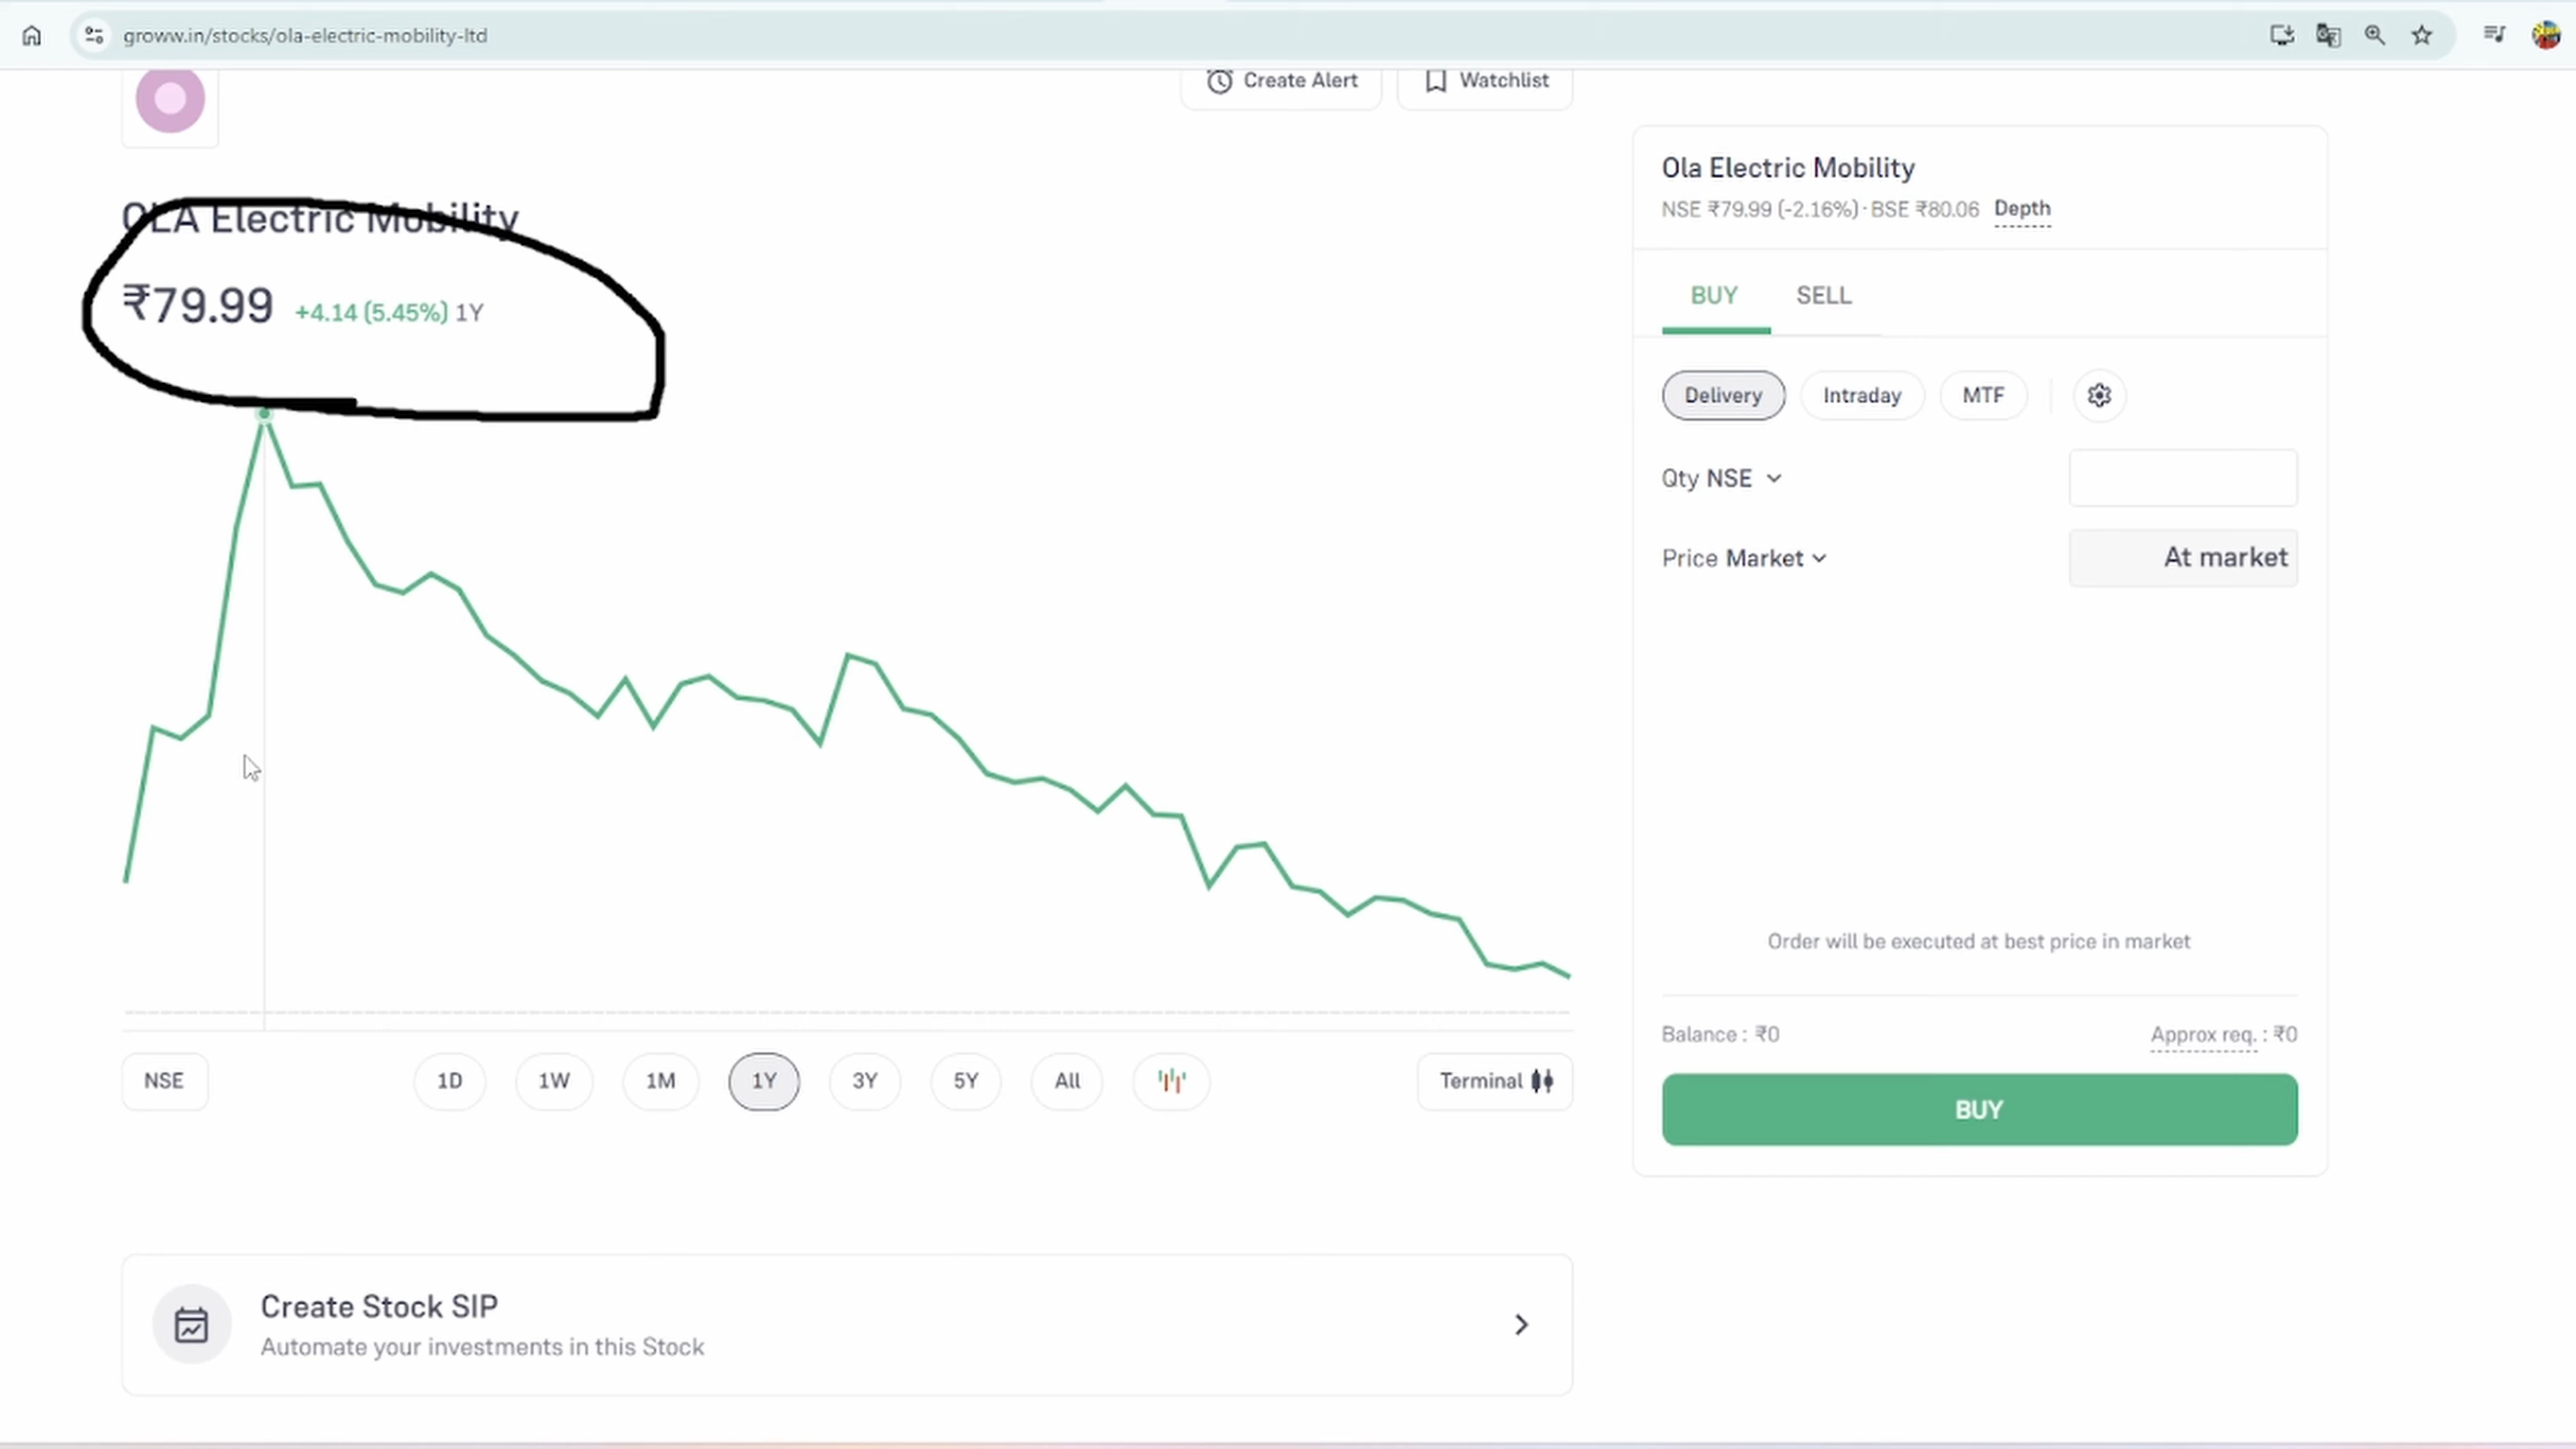 groww.in/stocks/ola-electric-mobility-ltd
Create Alert
Watchlist
OLA Electric Mobility
₹79.99 +4.14 (5.45%) 1Y
NSE
1D
1W
1M
1Y
3Y
5Y
All
Terminal
Create Stock SIP
Automate your investments in this Stock
Ola Electric Mobility
NSE ₹79.99 (-2.16%) · BSE ₹80.06 Depth
BUY SELL
Delivery Intraday MTF
Qty NSE
Price Market At market
Order will be executed at best price in market
Balance : ₹0 Approx req. : ₹0
BUY